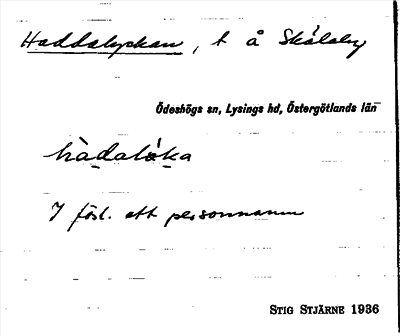 Haddalyckan, t å Skålaby
Ödeshögs sn, Lysings hd, Östergötlands län
hàdalöka
I förl. ett personnamn
STIG STJÄRNE 1936